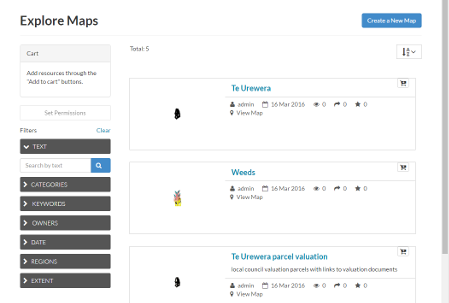 Explore Maps
Create a New Map
Cart
Add resources through the
"Add to cart" buttons.
Set Permissions
Filters
Clear
TEXT
Search by text
CATEGORIES
KEYWORDS
OWNERS
DATE
REGIONS
EXTENT
Total: 5
Te Urewera
admin 16 Mar 2016 0 0 0
View Map
Weeds
admin 16 Mar 2016 0 0 0
View Map
Te Urewera parcel valuation
local council valuation parcels with links to valuation documents
admin 16 Mar 2016 0 0 0
View Map